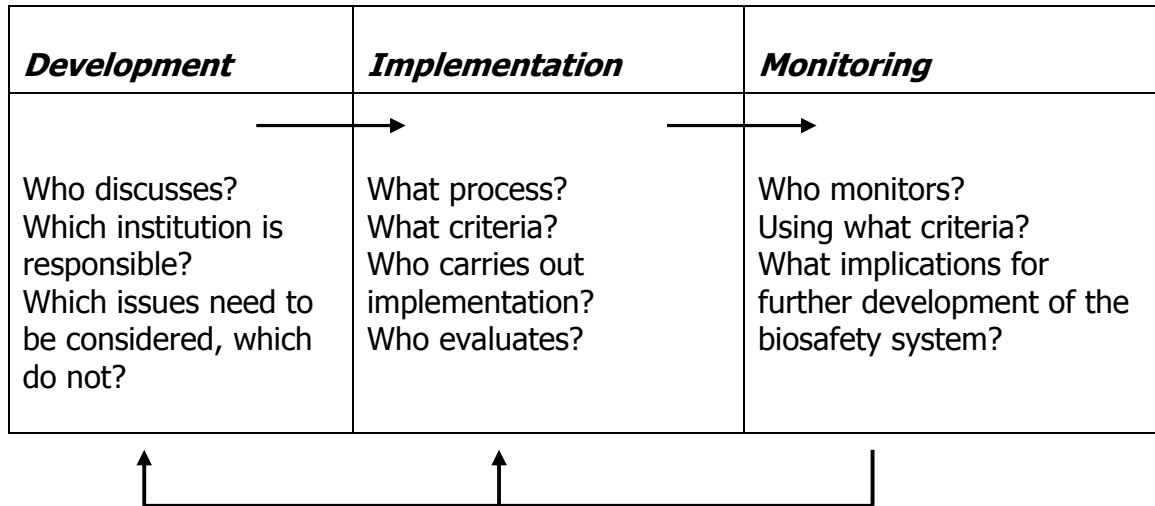 Development
Implementation
Monitoring
Who discusses?
Which institution is
responsible?
Which issues need to
be considered, which
do not?
What process?
What criteria?
Who carries out
implementation?
Who evaluates?
Who monitors?
Using what criteria?
What implications for
further development of the
biosafety system?